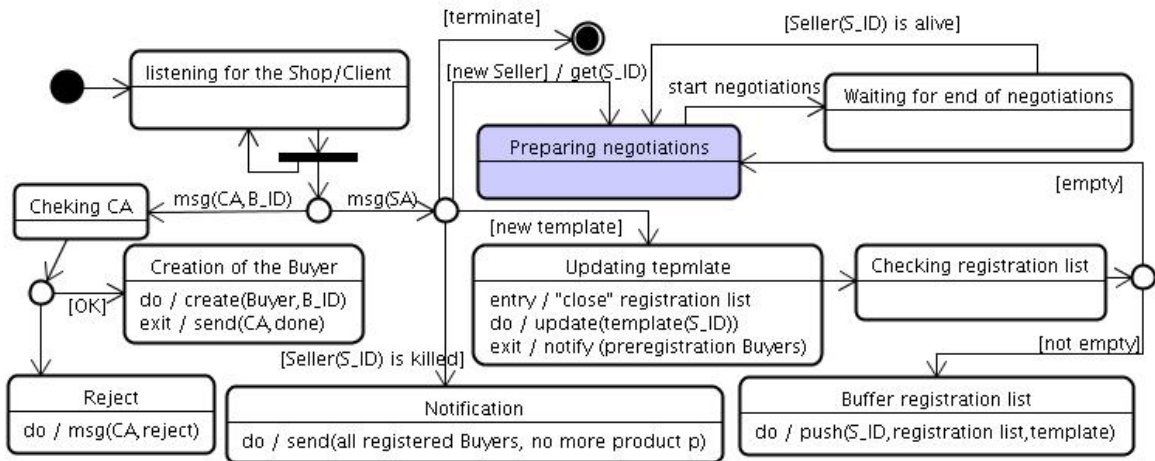 [terminate]
[Seller(S_ID) is alive]
listening for the Shop/Client
[new Seller] / get(S_ID)
start negotiations
Waiting for end of negotiations
Preparing negotiations
[empty]
msg(CA,B_ID)
msg(SA)
Cheking CA
[new template]
Creation of the Buyer
do / create(Buyer,B_ID)
exit / send(CA,done)
[OK]
Updating tepmlate
entry / "close" registration list
do / update(template(S_ID))
exit / notify (preregistration Buyers)
Checking registration list
[not empty]
[Seller(S_ID) is killed]
Reject
do / msg(CA,reject)
Notification
do / send(all registered Buyers, no more product p)
Buffer registration list
do / push(S_ID,registration list,template)